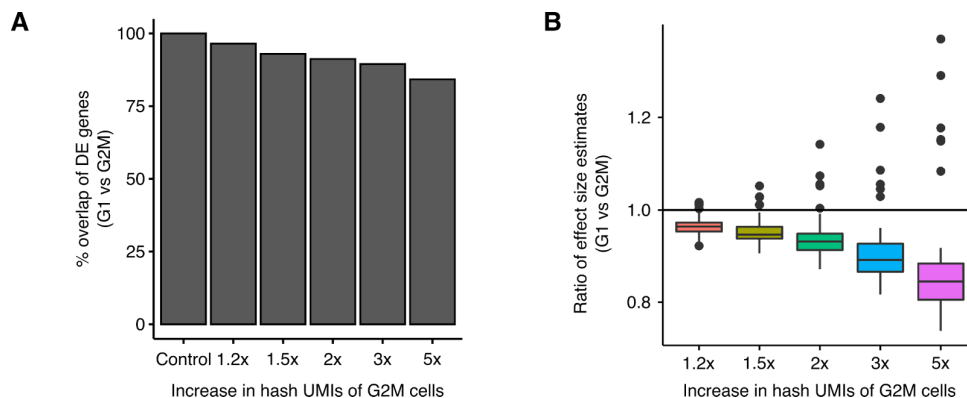 A
% overlap of DE genes
(G1 vs G2M)
100
75
50
25
0
Control 1.2x 1.5x 2x 3x 5x
Increase in hash UMIs of G2M cells
B
Ratio of effect size estimates
(G1 vs G2M)
1.2
1.0
0.8
1.2x 1.5x 2x 3x 5x
Increase in hash UMIs of G2M cells